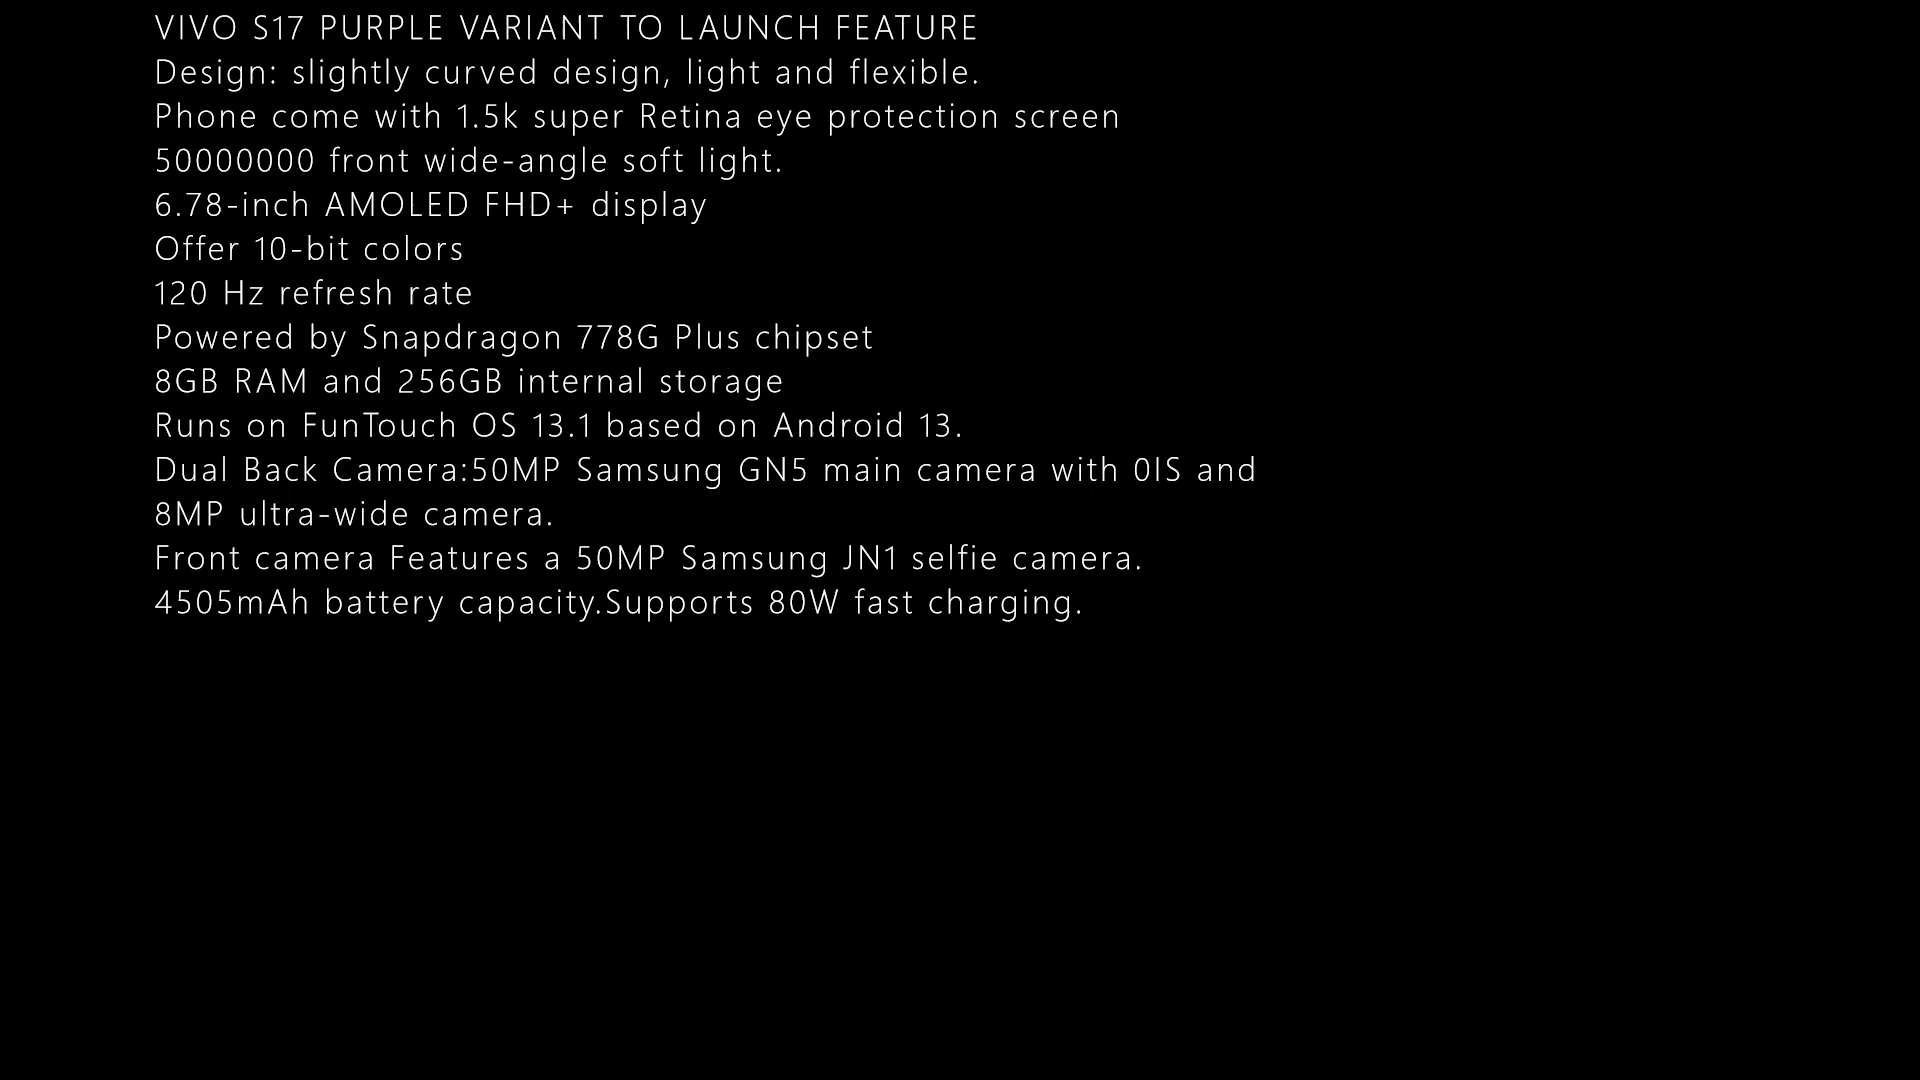 VIVO S17 PURPLE VARIANT TO LAUNCH FEATURE
Design: slightly curved design, light and flexible.
Phone come with 1.5k super Retina eye protection screen
50000000 front wide-angle soft light.
6.78-inch AMOLED FHD+ display
Offer 10-bit colors
120 Hz refresh rate
Powered by Snapdragon 778G Plus chipset
8GB RAM and 256GB internal storage
Runs on FunTouch OS 13.1 based on Android 13.
Dual Back Camera:50MP Samsung GN5 main camera with 0IS and
8MP ultra-wide camera.
Front camera Features a 50MP Samsung JN1 selfie camera.
4505mAh battery capacity.Supports 80W fast charging.